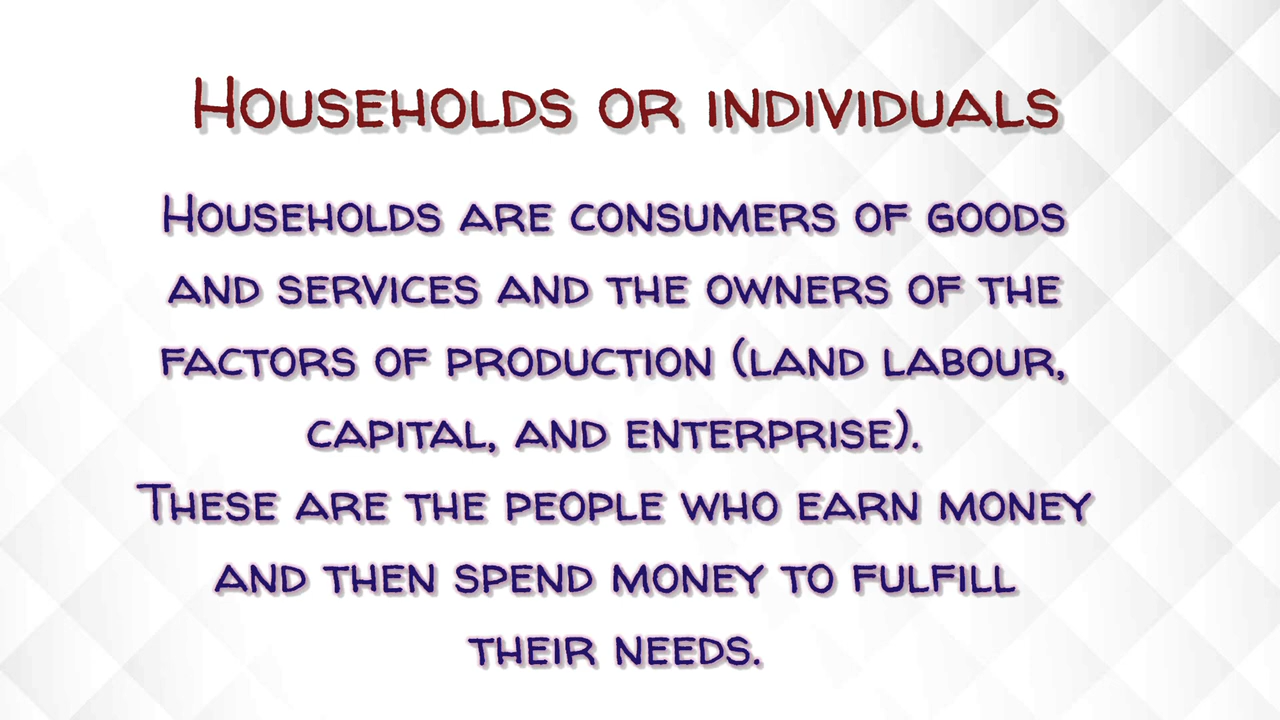 Households or individuals
Households are consumers of goods
and services and the owners of the
factors of production (land labour,
capital, and enterprise).
These are the people who earn money
and then spend money to fulfill
their needs.